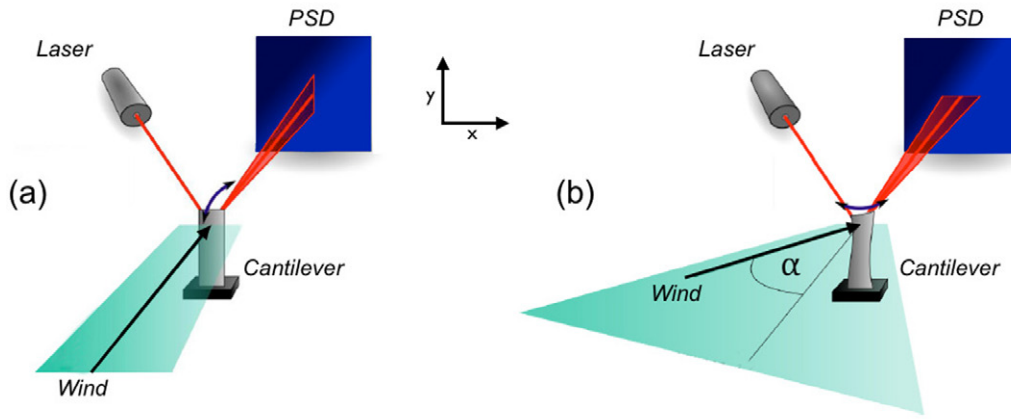 PSD
Laser
(a)
Cantilever
Wind
y
x
PSD
Laser
(b)
α
Wind
Cantilever